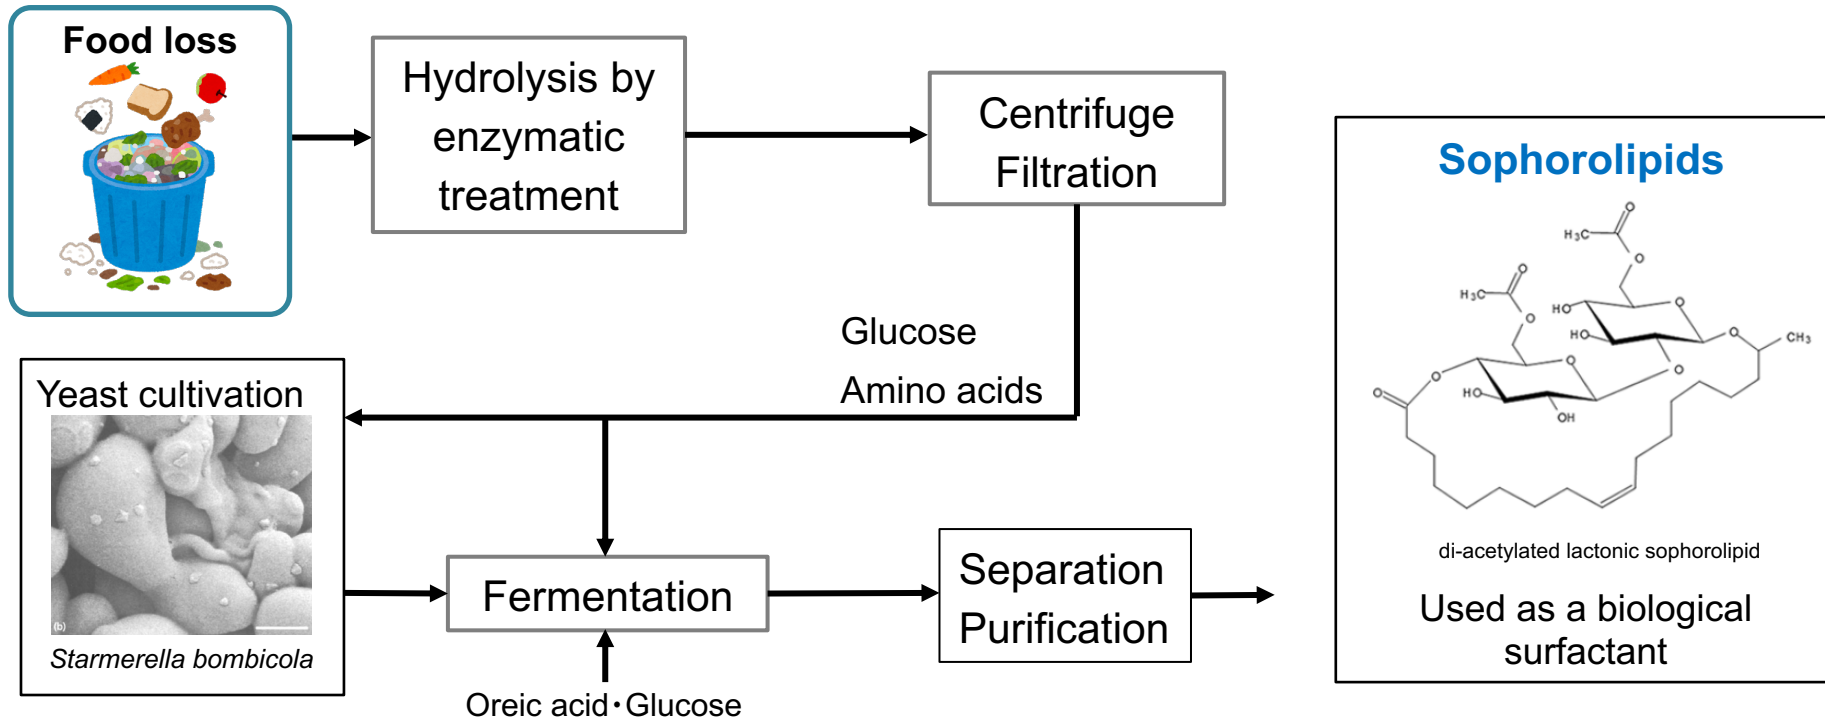 Food loss
Hydrolysis by
enzymatic
treatment
Centrifuge
Filtration
Glucose
Amino acids
Yeast cultivation
(b)
Starmerella bombicola
Fermentation
Oreic acid・Glucose
Separation
Purification
Sophorolipids
O
H₃C
O
O
H₃C
O
HO
O
HO
O
CH₃
O
O
O
O
HO
OH
di-acetylated lactonic sophorolipid
Used as a biological
surfactant